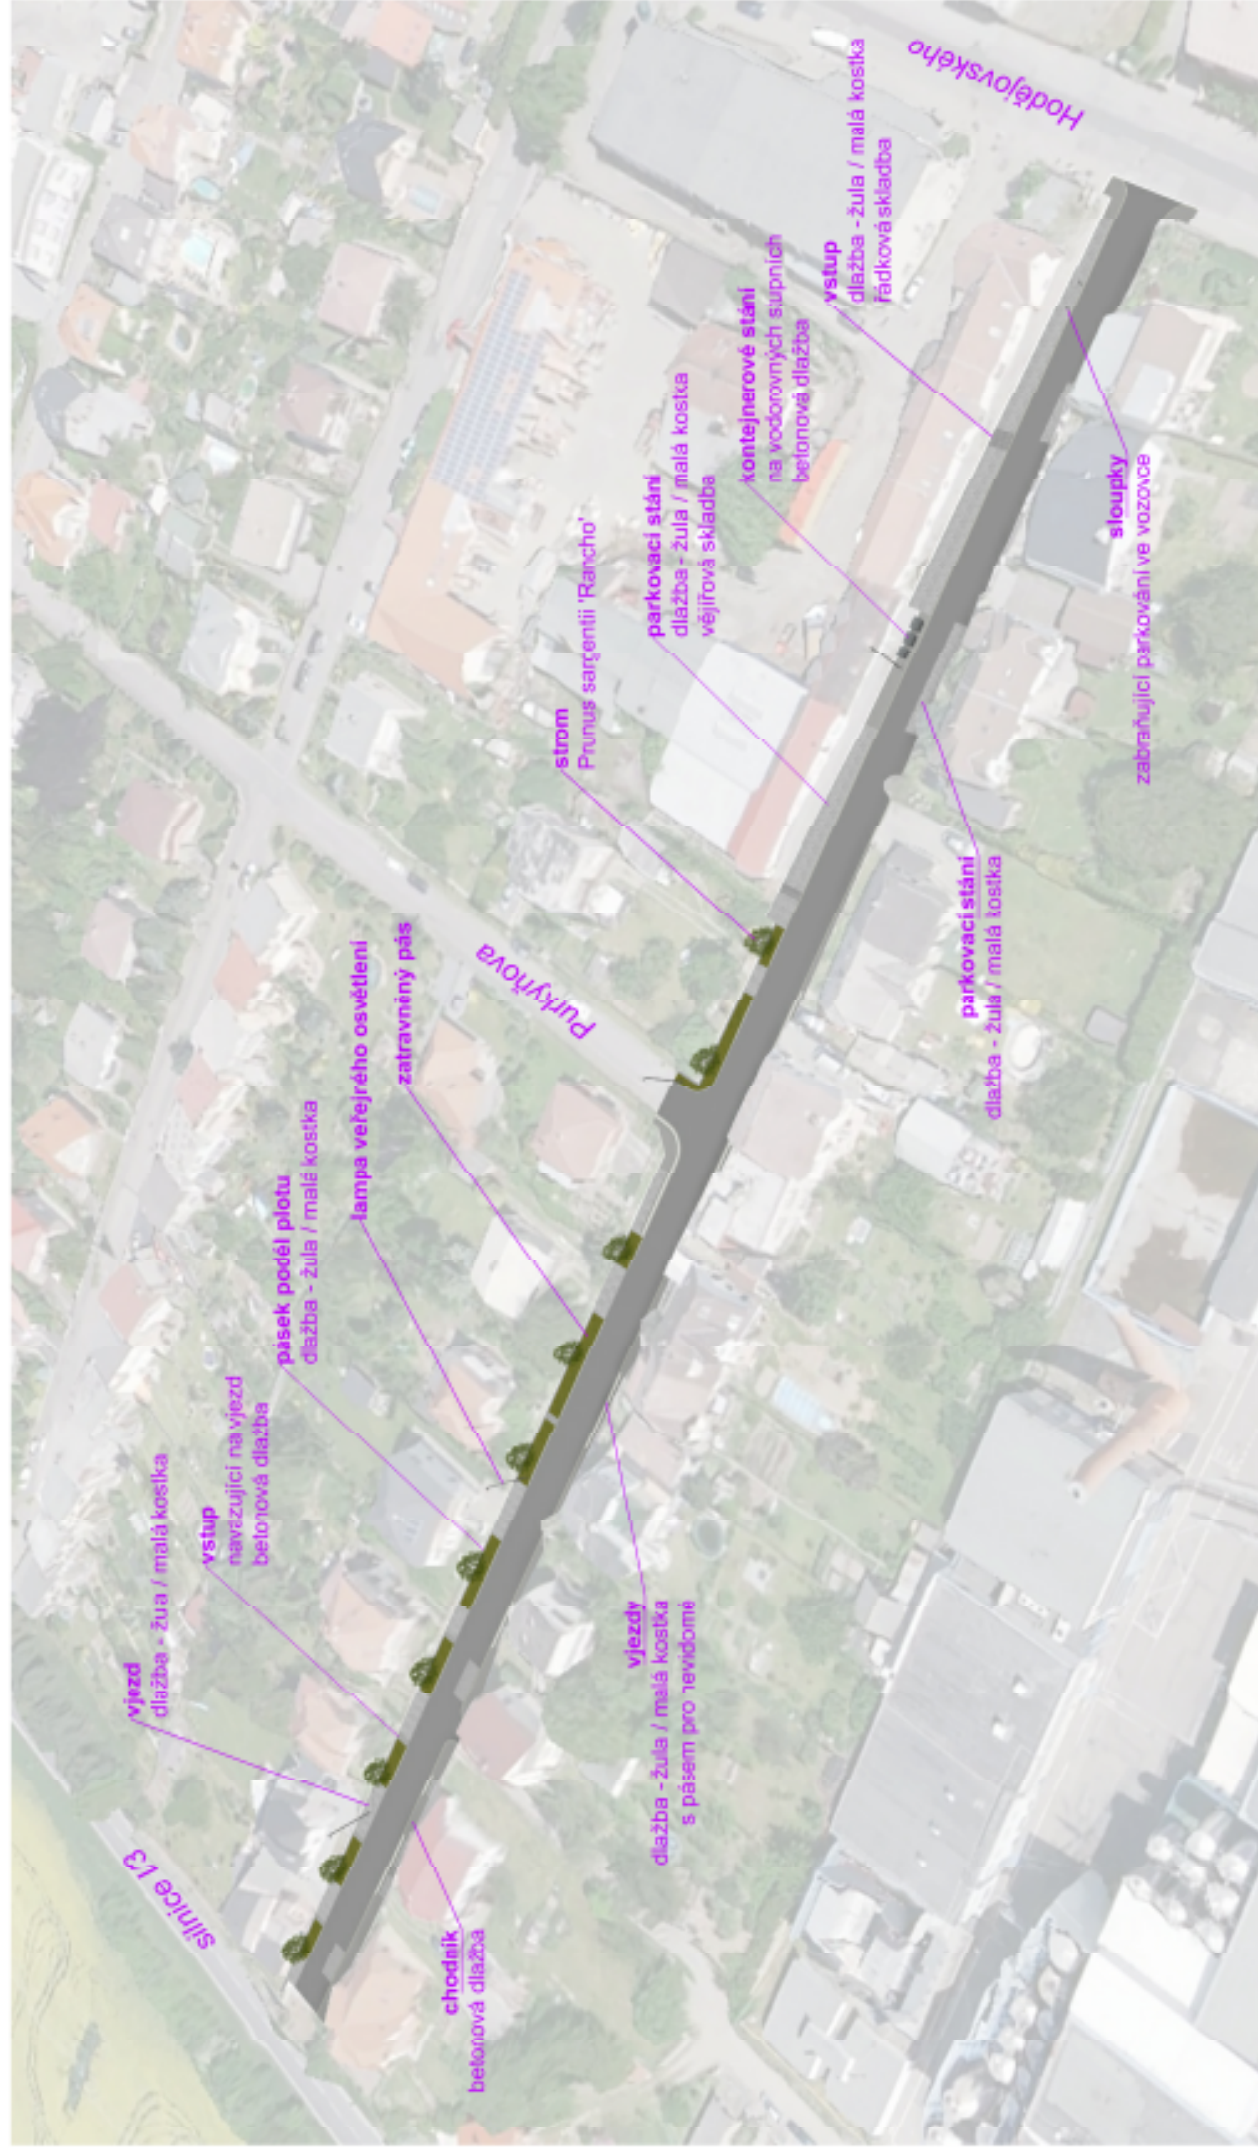 silnice I/3
vjezd
dlažba - žula / malá kostka
vstup
navazující na vjezd
betonová dlažba
pásek podél plotu
dlažba - žula / malá kostka
lampa veřejného osvětlení
zatravněný pás
Purkyňova
strom
Prunus sargentii 'Rancho'
parkovací stání
dlažba - žula / malá kostka
vějířová skladba
kontejnerové stání
na vodorovných stupních
betonová dlažba
vstup
dlažba - žula / malá kostka
řádková skladba
Hodějovského
chodník
betonová dlažba
vjezdy
dlažba - žula / malá kostka
s pásem pro nevidomé
parkovací stání
dlažba - žula / malá kostka
sloupky
zabraňující parkování ve vozovce